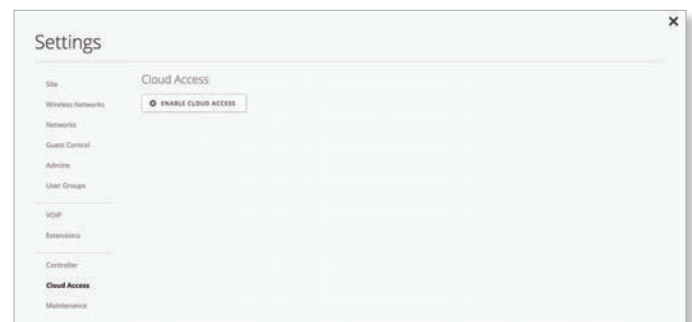 Settings
Site
Wireless Networks
Networks
Guest Control
Admins
User Groups
VOIP
Extensions
Controller
Cloud Access
Maintenance
Cloud Access
ENABLE CLOUD ACCESS